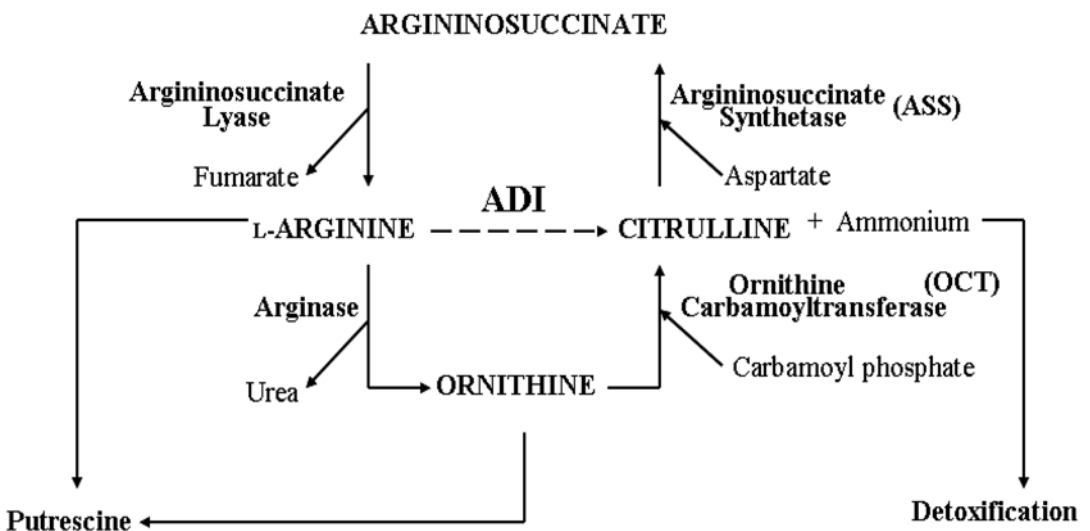 ARGININOSUCCINATE
Argininosuccinate
Lyase
Argininosuccinate (ASS)
Synthetase
Fumarate
Aspartate
ADI
L-ARGININE
CITRULLINE + Ammonium
Arginase
Ornithine (OCT)
Carbamoyltransferase
Urea
ORNITHINE
Carbamoyl phosphate
Putrescine
Detoxification